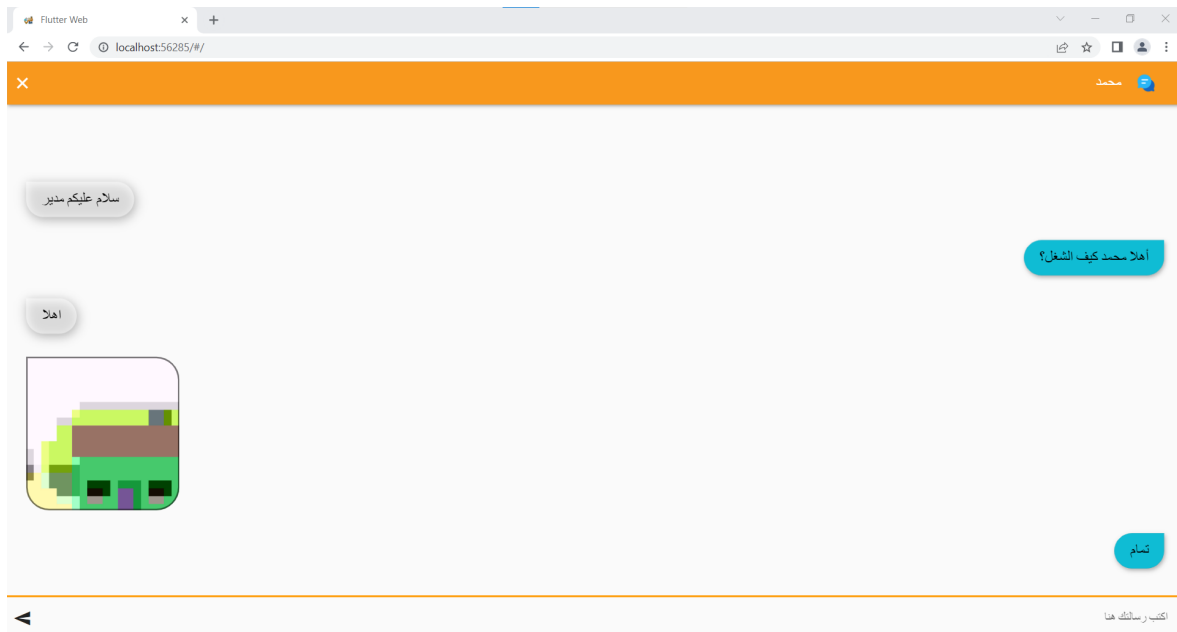 Flutter Web
localhost:56285/#/
محمد
سلام عليكم مدير
أهلا محمد كيف الشغل؟
اهلا
تمام
اكتب رسالتك هنا